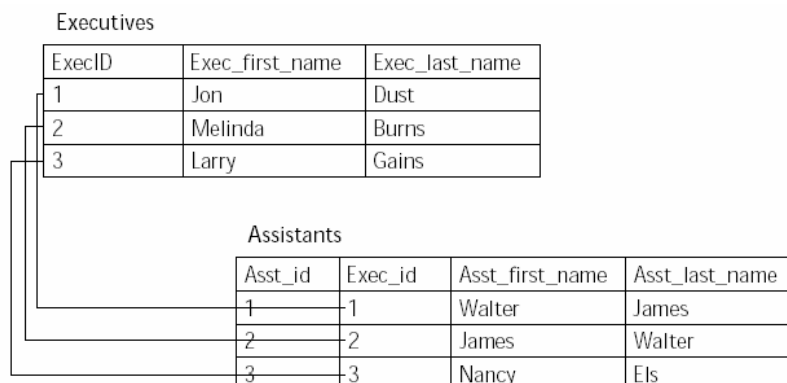 Executives
ExecID Exec_first_name Exec_last_name
1 Jon Dust
2 Melinda Burns
3 Larry Gains
Assistants
Asst_id Exec_id Asst_first_name Asst_last_name
1 1 Walter James
2 2 James Walter
3 3 Nancy Els